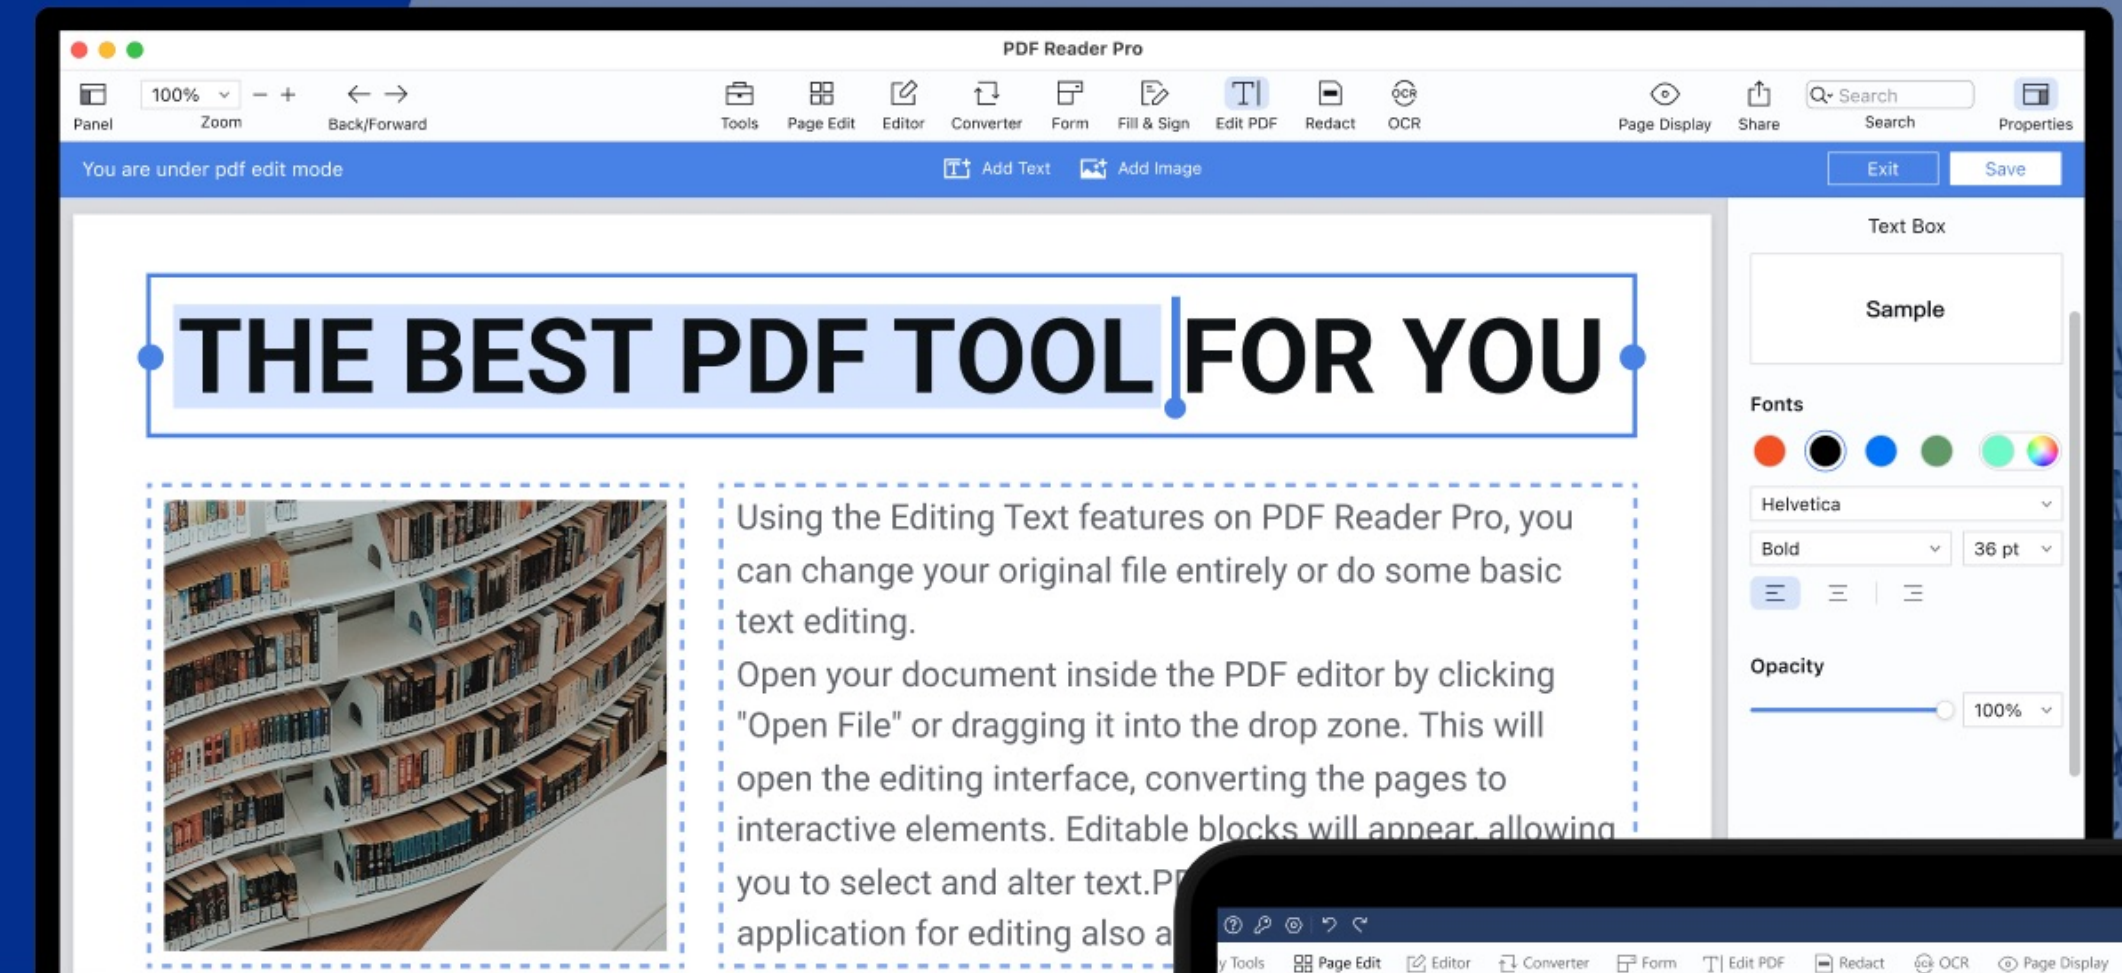 PDF Reader Pro
100%
Panel
Zoom
Back/Forward
Tools
Page Edit
Editor
Converter
Form
Fill & Sign
Edit PDF
Redact
OCR
OCR
Page Display
Share
Search
Search
Properties
You are under pdf edit mode
Add Text
Add Image
Exit
Save
THE BEST PDF TOOL FOR YOU
Using the Editing Text features on PDF Reader Pro, you
can change your original file entirely or do some basic
text editing.
Open your document inside the PDF editor by clicking
"Open File" or dragging it into the drop zone. This will
open the editing interface, converting the pages to
interactive elements. Editable blocks will appear, allowing
you to select and alter text.
application for editing also a
Text Box
Sample
Fonts
Helvetica
Bold
36 pt
Opacity
100%
y Tools
Page Edit
Editor
Converter
Form
Edit PDF
Redact
OCR
Page Display